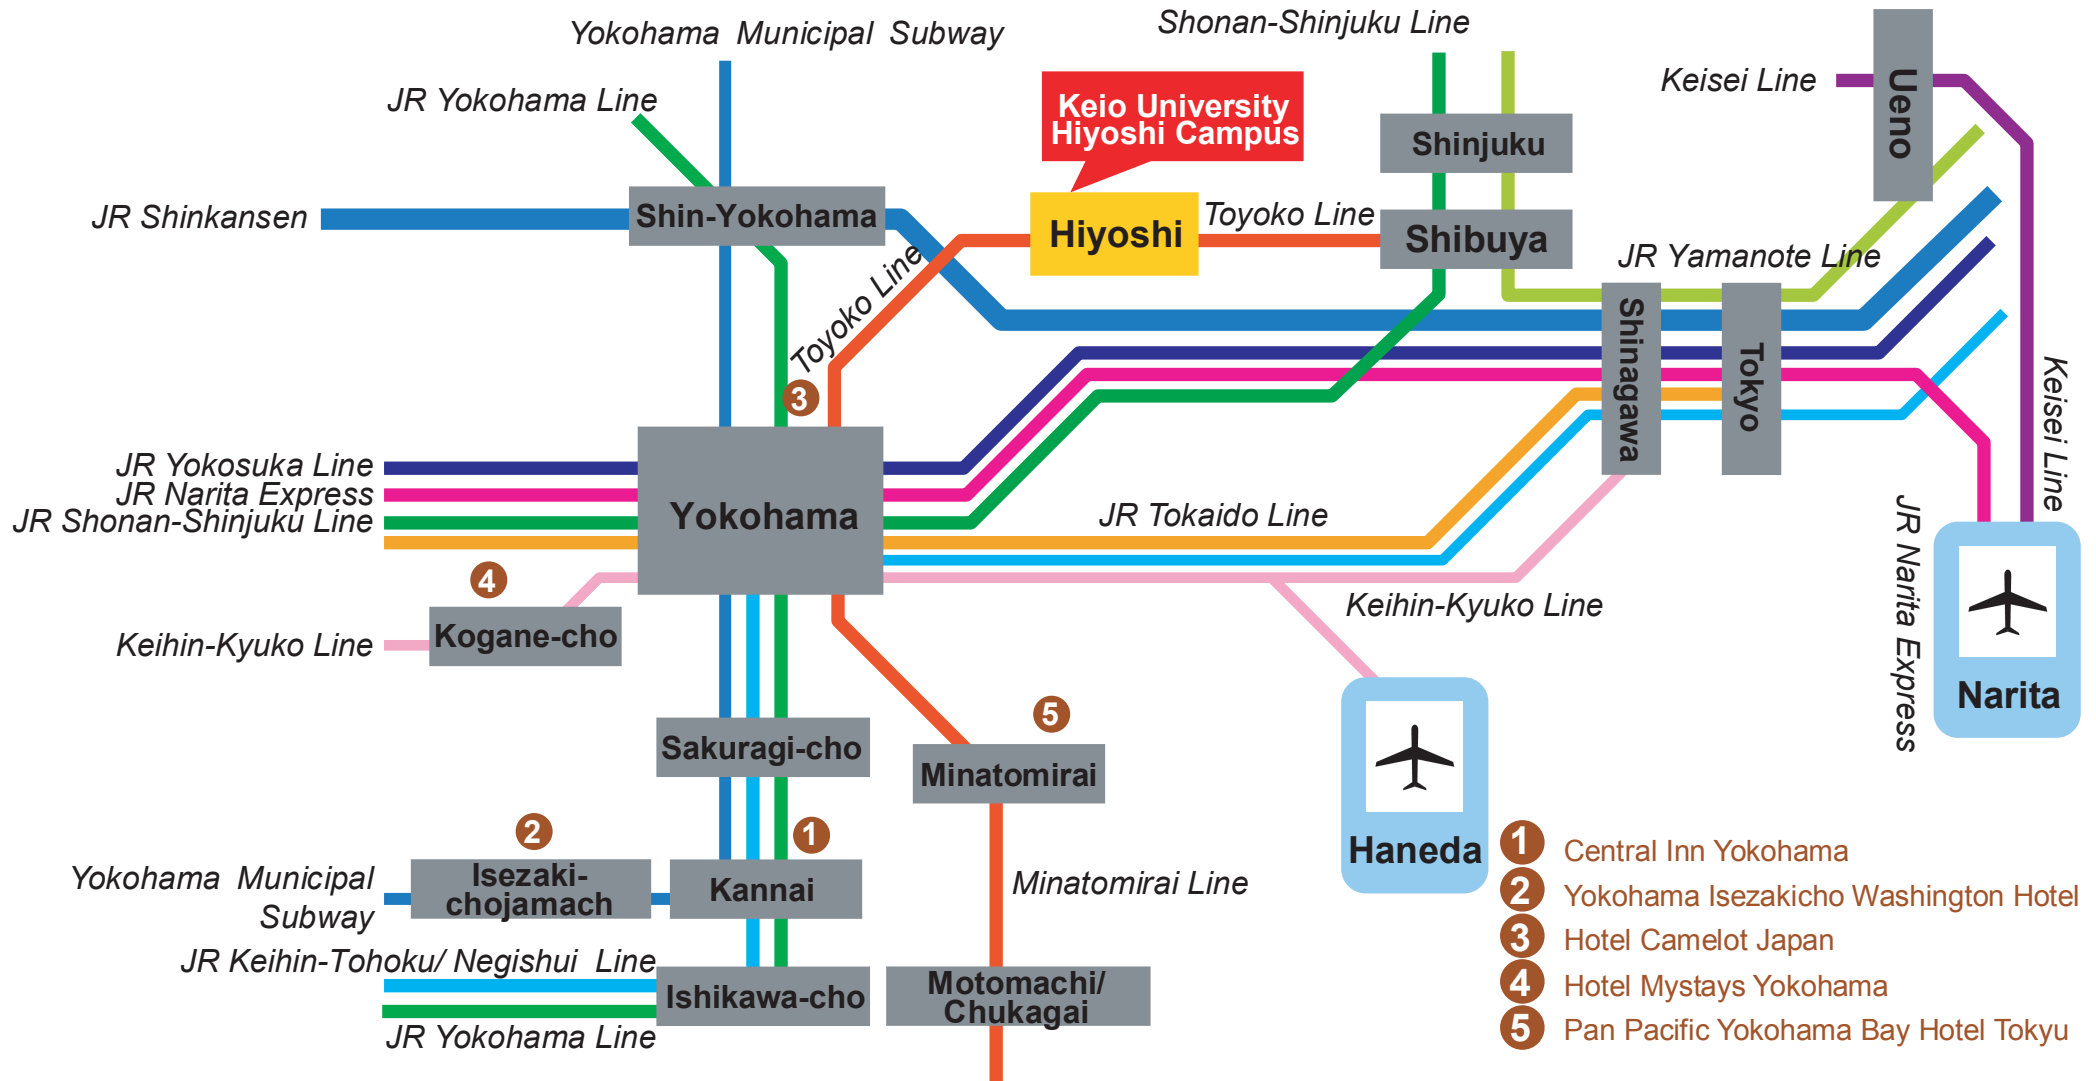 Yokohama Municipal Subway
Shonan-Shinjuku Line
JR Yokohama Line
Keisei Line
Ueno
Keio University
Hiyoshi Campus
Shinjuku
JR Shinkansen
Shin-Yokohama
Toyoko Line
Hiyoshi
Toyoko Line
Shibuya
JR Yamanote Line
Shinagawa
Tokyo
Keisei Line
3
JR Yokosuka Line
JR Narita Express
JR Shonan-Shinjuku Line
Yokohama
JR Tokaido Line
JR Narita Express
4
Keihin-Kyuko Line
Kogane-cho
Keihin-Kyuko Line
Narita
5
Sakuragi-cho
Minatomirai
Haneda
2
1
Yokohama Municipal
Subway
Isezaki-
chojamach
Kannai
Minatomirai Line
JR Keihin-Tohoku/ Negishui Line
Ishikawa-cho
JR Yokohama Line
Motomachi/
Chukagai
1 Central Inn Yokohama
2 Yokohama Isezakicho Washington Hotel
3 Hotel Camelot Japan
4 Hotel Mystays Yokohama
5 Pan Pacific Yokohama Bay Hotel Tokyu